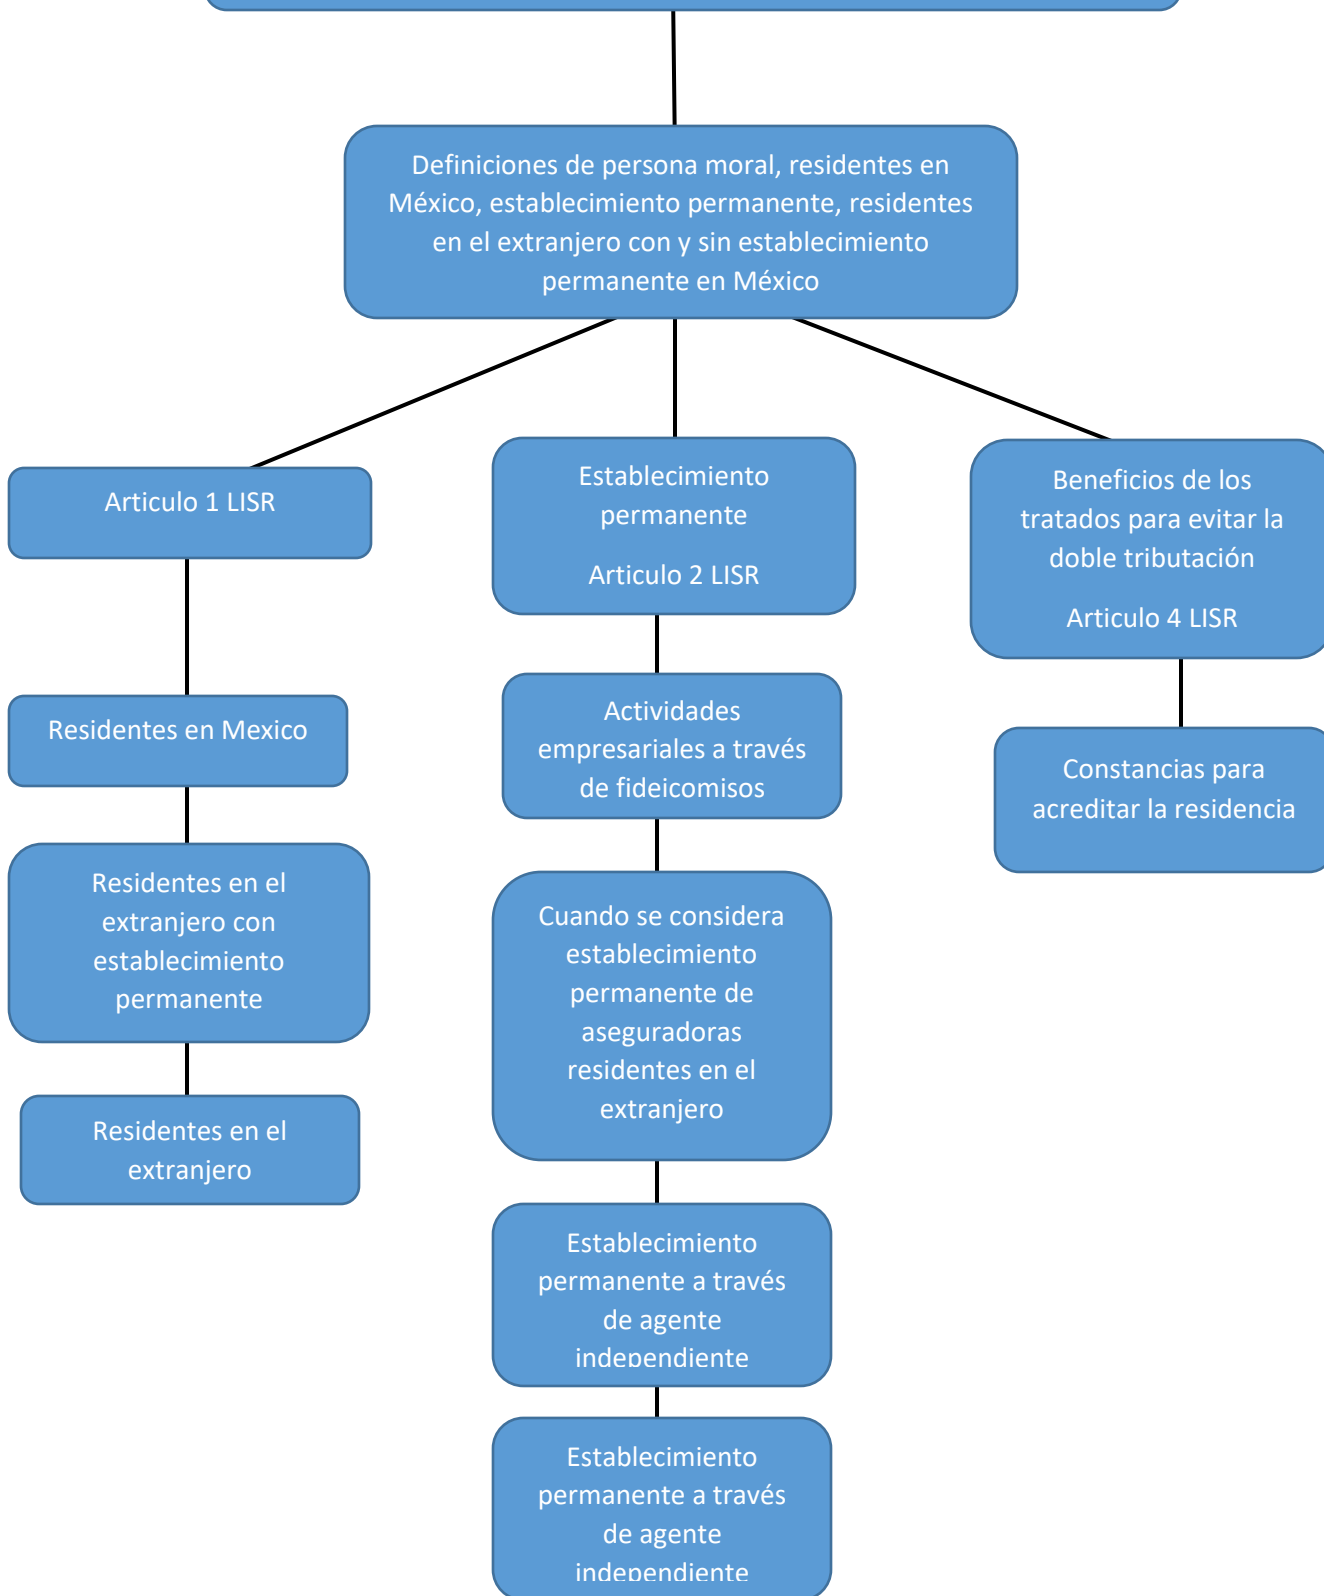 Definiciones de persona moral, residentes en
México, establecimiento permanente, residentes
en el extranjero con y sin establecimiento
permanente en México
Articulo 1 LISR
Residentes en Mexico
Residentes en el
extranjero con
establecimiento
permanente
Residentes en el
extranjero
Establecimiento
permanente
Articulo 2 LISR
Actividades
empresariales a través
de fideicomisos
Cuando se considera
establecimiento
permanente de
aseguradoras
residentes en el
extranjero
Establecimiento
permanente a través
de agente
independiente
Establecimiento
permanente a través
de agente
independiente
Beneficios de los
tratados para evitar la
doble tributación
Articulo 4 LISR
Constancias para
acreditar la residencia